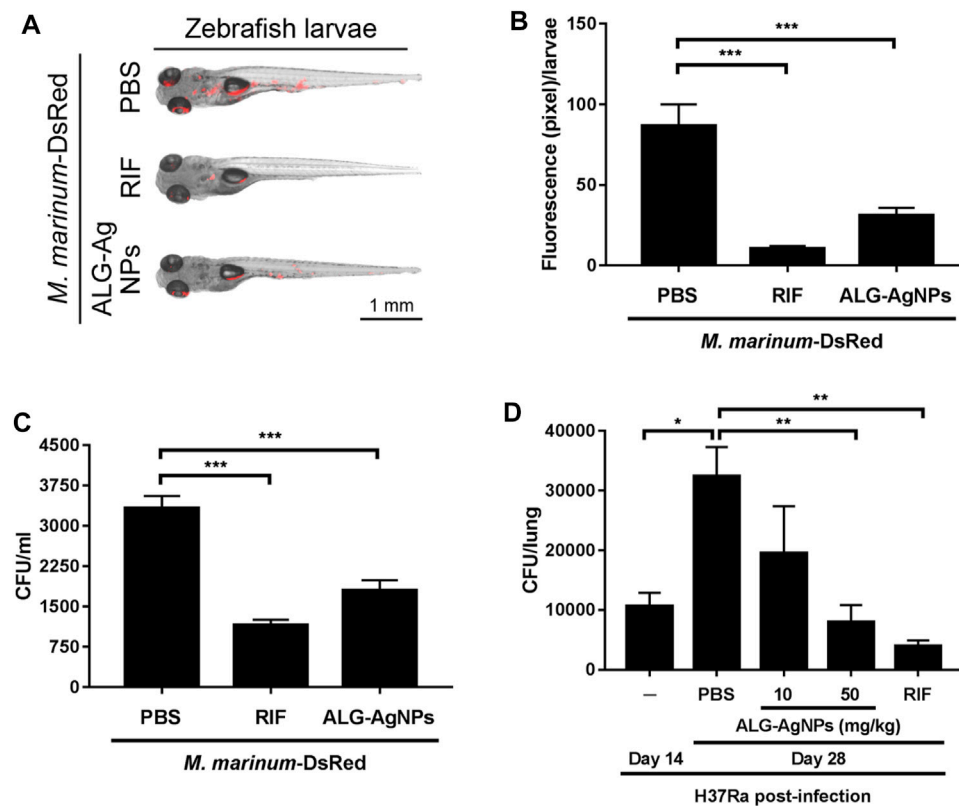 A
Zebrafish larvae
M. marinum-DsRed
PBS
RIF
ALG-Ag
NPs
1 mm
B
Fluorescence (pixel)/larvae
150
100
50
0
***
***
PBS RIF ALG-AgNPs
M. marinum-DsRed
C
CFU/ml
4500
3750
3000
2250
1500
750
0
***
***
PBS RIF ALG-AgNPs
M. marinum-DsRed
D
CFU/lung
40000
30000
20000
10000
0
**
* **
— PBS 10 50 RIF
ALG-AgNPs (mg/kg)
Day 14 Day 28
H37Ra post-infection